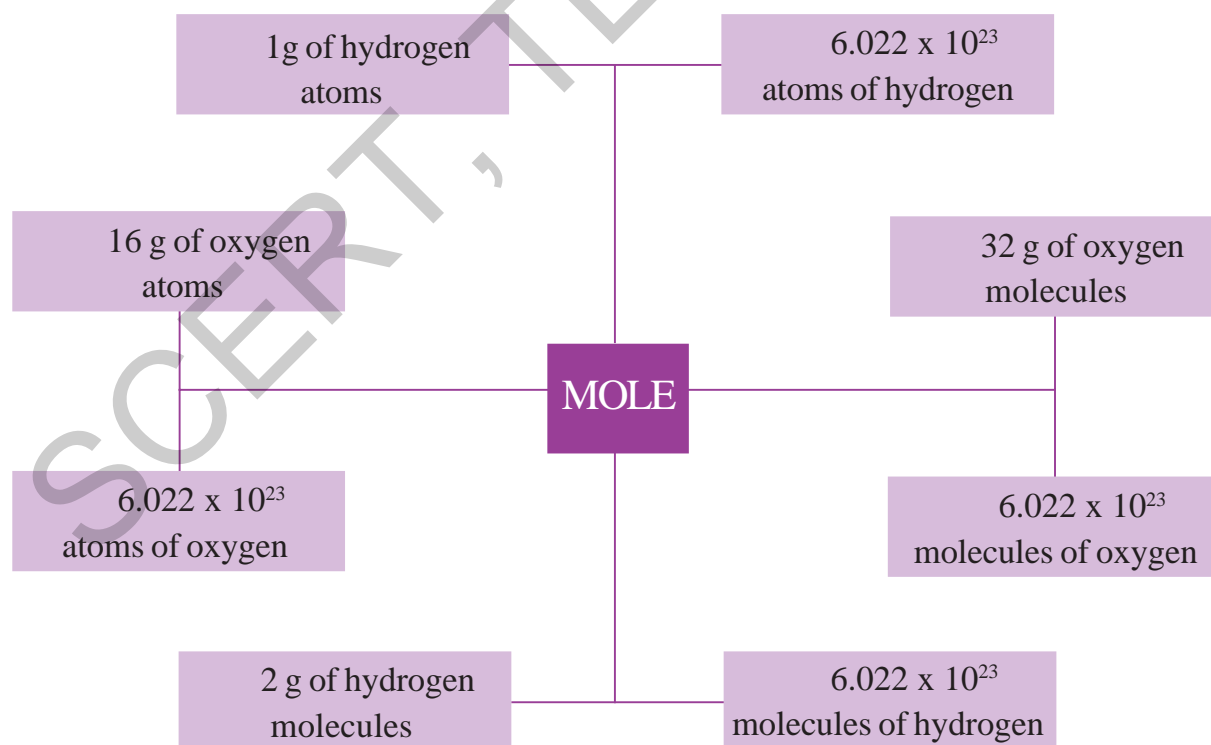 1g of hydrogen
atoms
6.022 x 10²³
atoms of hydrogen
16 g of oxygen
atoms
32 g of oxygen
molecules
MOLE
6.022 x 10²³
atoms of oxygen
6.022 x 10²³
molecules of oxygen
2 g of hydrogen
molecules
6.022 x 10²³
molecules of hydrogen
SCERT, TE